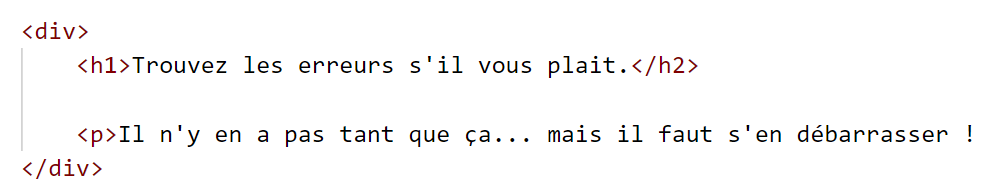 <div>
<h1>Trouvez les erreurs s'il vous plait.</h2>
<p>Il n'y en a pas tant que ça... mais il faut s'en débarrasser !
</div>